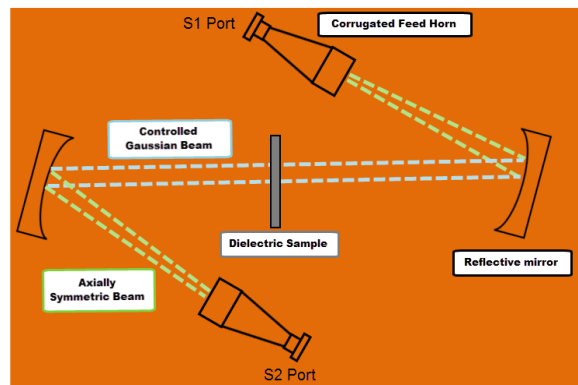 S1 Port
Corrugated Feed Horn
Controlled
Gaussian Beam
Dielectric Sample
Reflective mirror
Axially
Symmetric Beam
S2 Port